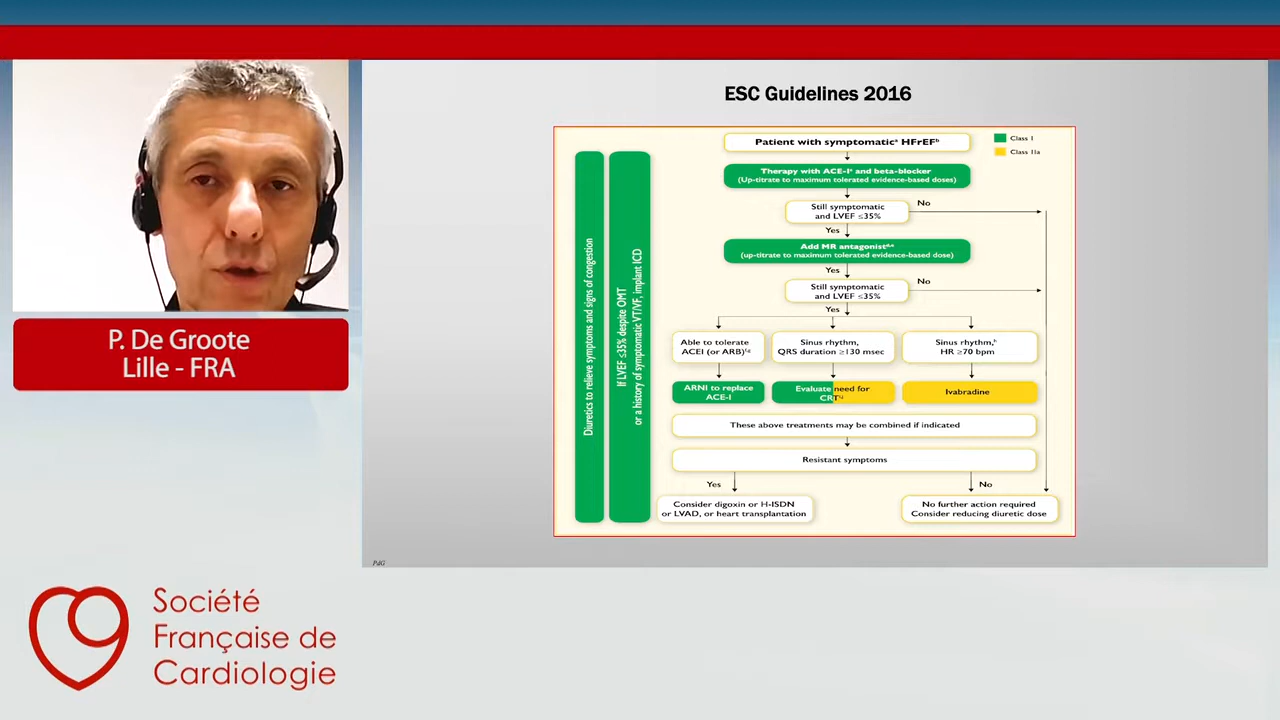 ESC Guidelines 2016
Patient with symptomaticᵃ HFrEFᵇ
Class I
Class IIa
Therapy with ACE-Iᶜ and beta-blocker
(Up-titrate to maximum tolerated evidence-based doses)
Still symptomatic
and LVEF ≤35%
No
Yes
Add MR antagonistᵈ,ᵉ
(up-titrate to maximum tolerated evidence-based dose)
Yes
Still symptomatic
and LVEF ≤35%
No
Yes
Diuretics to relieve symptoms and signs of congestion
If LVEF ≤35% despite OMT
or a history of symptomatic VT/VF, implant ICD
Able to tolerate
ACEI (or ARB)ᶠ,ᵍ
Sinus rhythm,
QRS duration ≥130 msec
Sinus rhythm,ʰ
HR ≥70 bpm
ARNI to replace
ACE-I
Evaluate need for
CRTⁱ,ʲ
Ivabradine
These above treatments may be combined if indicated
Resistant symptoms
Yes
No
Consider digoxin or H-ISDN
or LVAD, or heart transplantation
No further action required
Consider reducing diuretic dose
PdG
P. De Groote
Lille - FRA
Société
Française de
Cardiologie